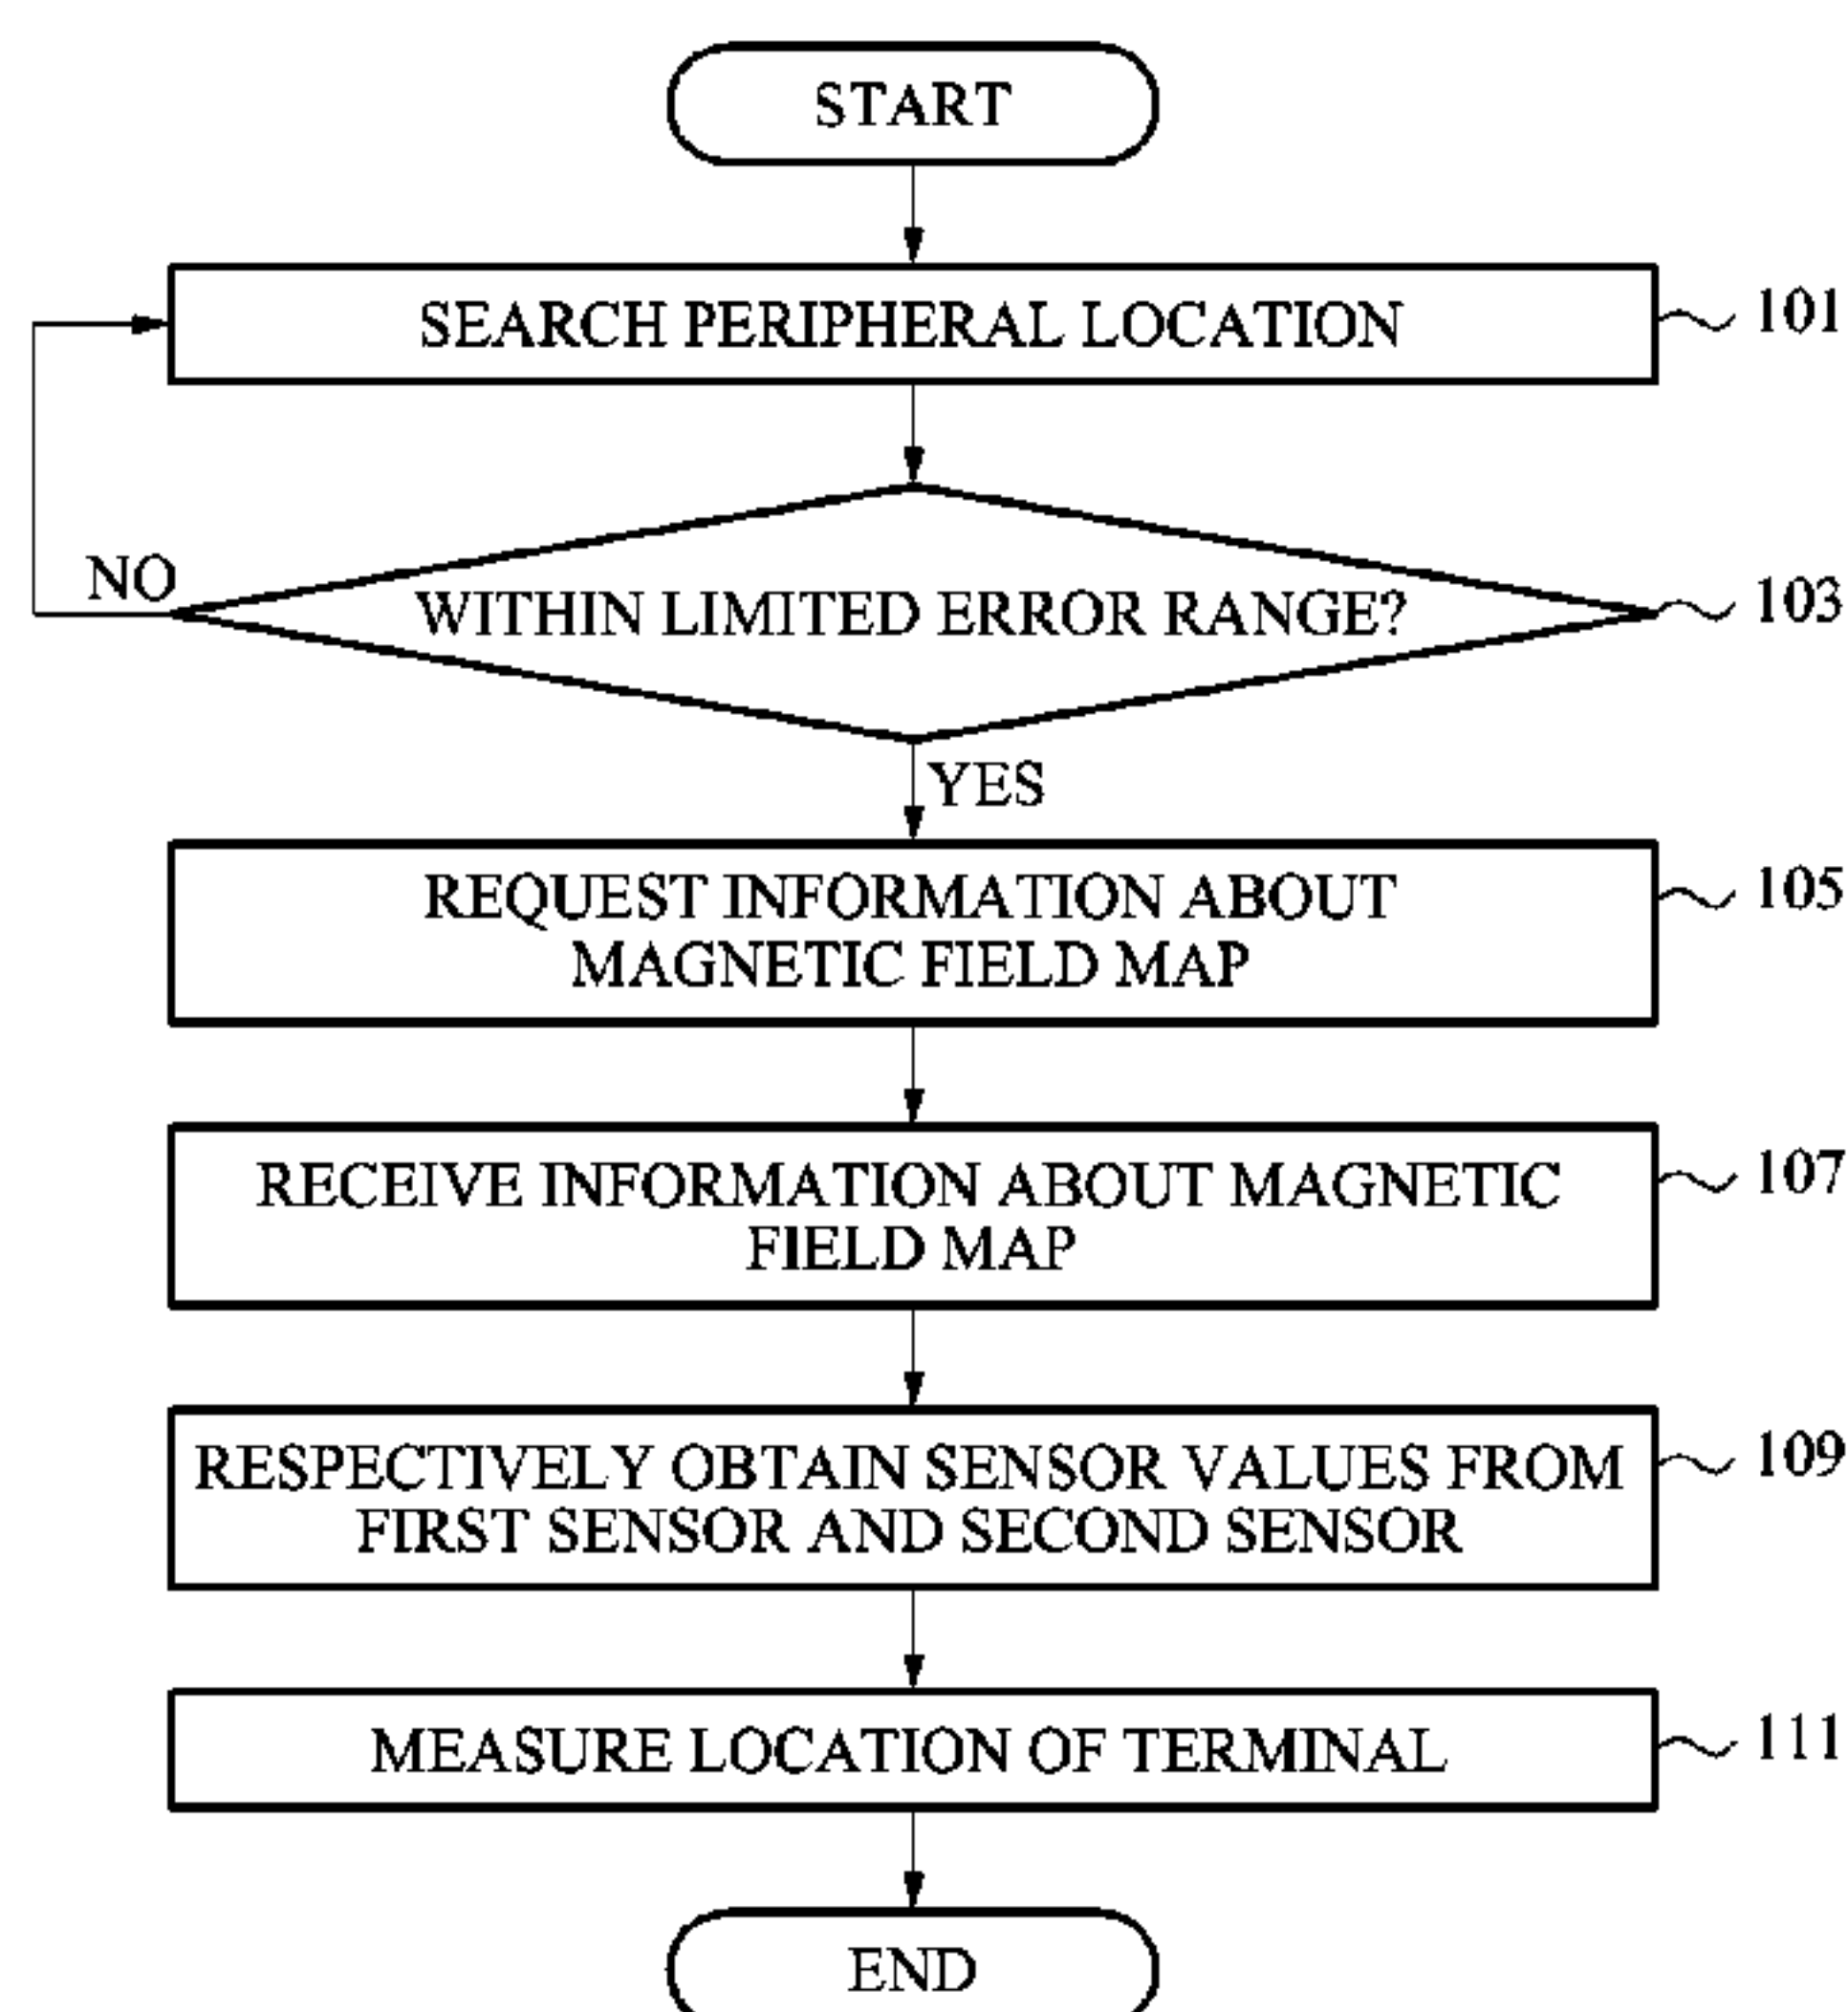 START
SEARCH PERIPHERAL LOCATION
101
NO
WITHIN LIMITED ERROR RANGE?
103
YES
REQUEST INFORMATION ABOUT
MAGNETIC FIELD MAP
105
RECEIVE INFORMATION ABOUT MAGNETIC
FIELD MAP
107
RESPECTIVELY OBTAIN SENSOR VALUES FROM
FIRST SENSOR AND SECOND SENSOR
109
MEASURE LOCATION OF TERMINAL
111
END